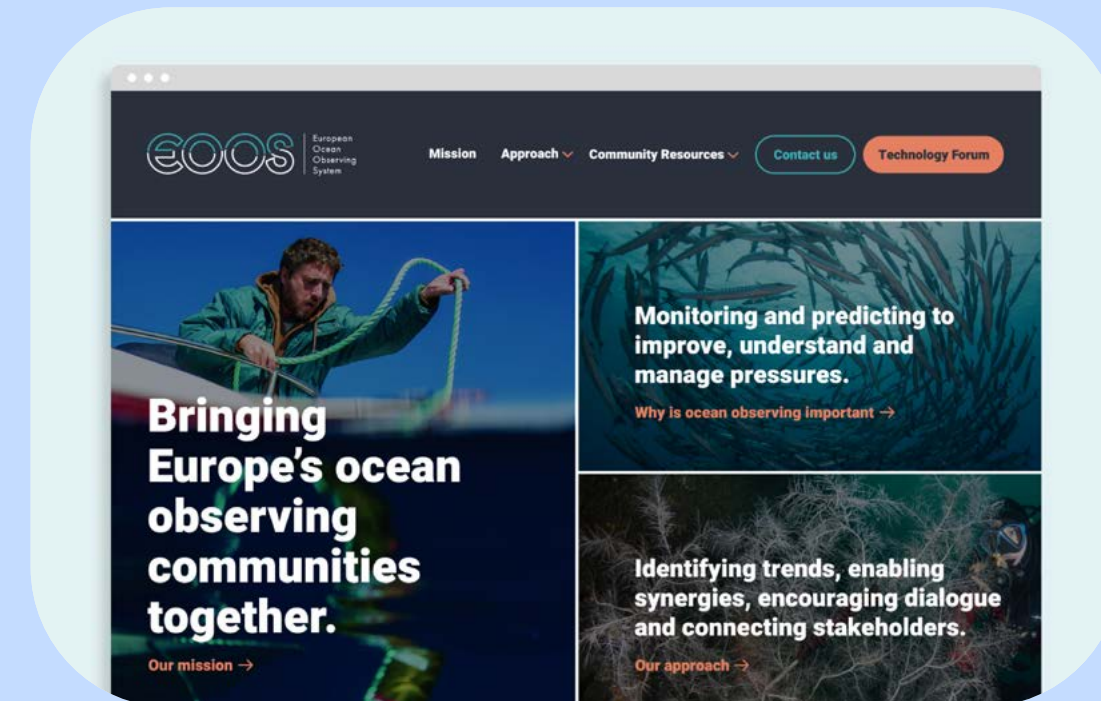 EOOS
European
Ocean
Observing
System
Mission
Approach
Community Resources
Contact us
Technology Forum
Bringing
Europe's ocean
observing
communities
together.
Our mission →
Monitoring and predicting to
improve, understand and
manage pressures.
Why is ocean observing important →
Identifying trends, enabling
synergies, encouraging dialogue
and connecting stakeholders.
Our approach →